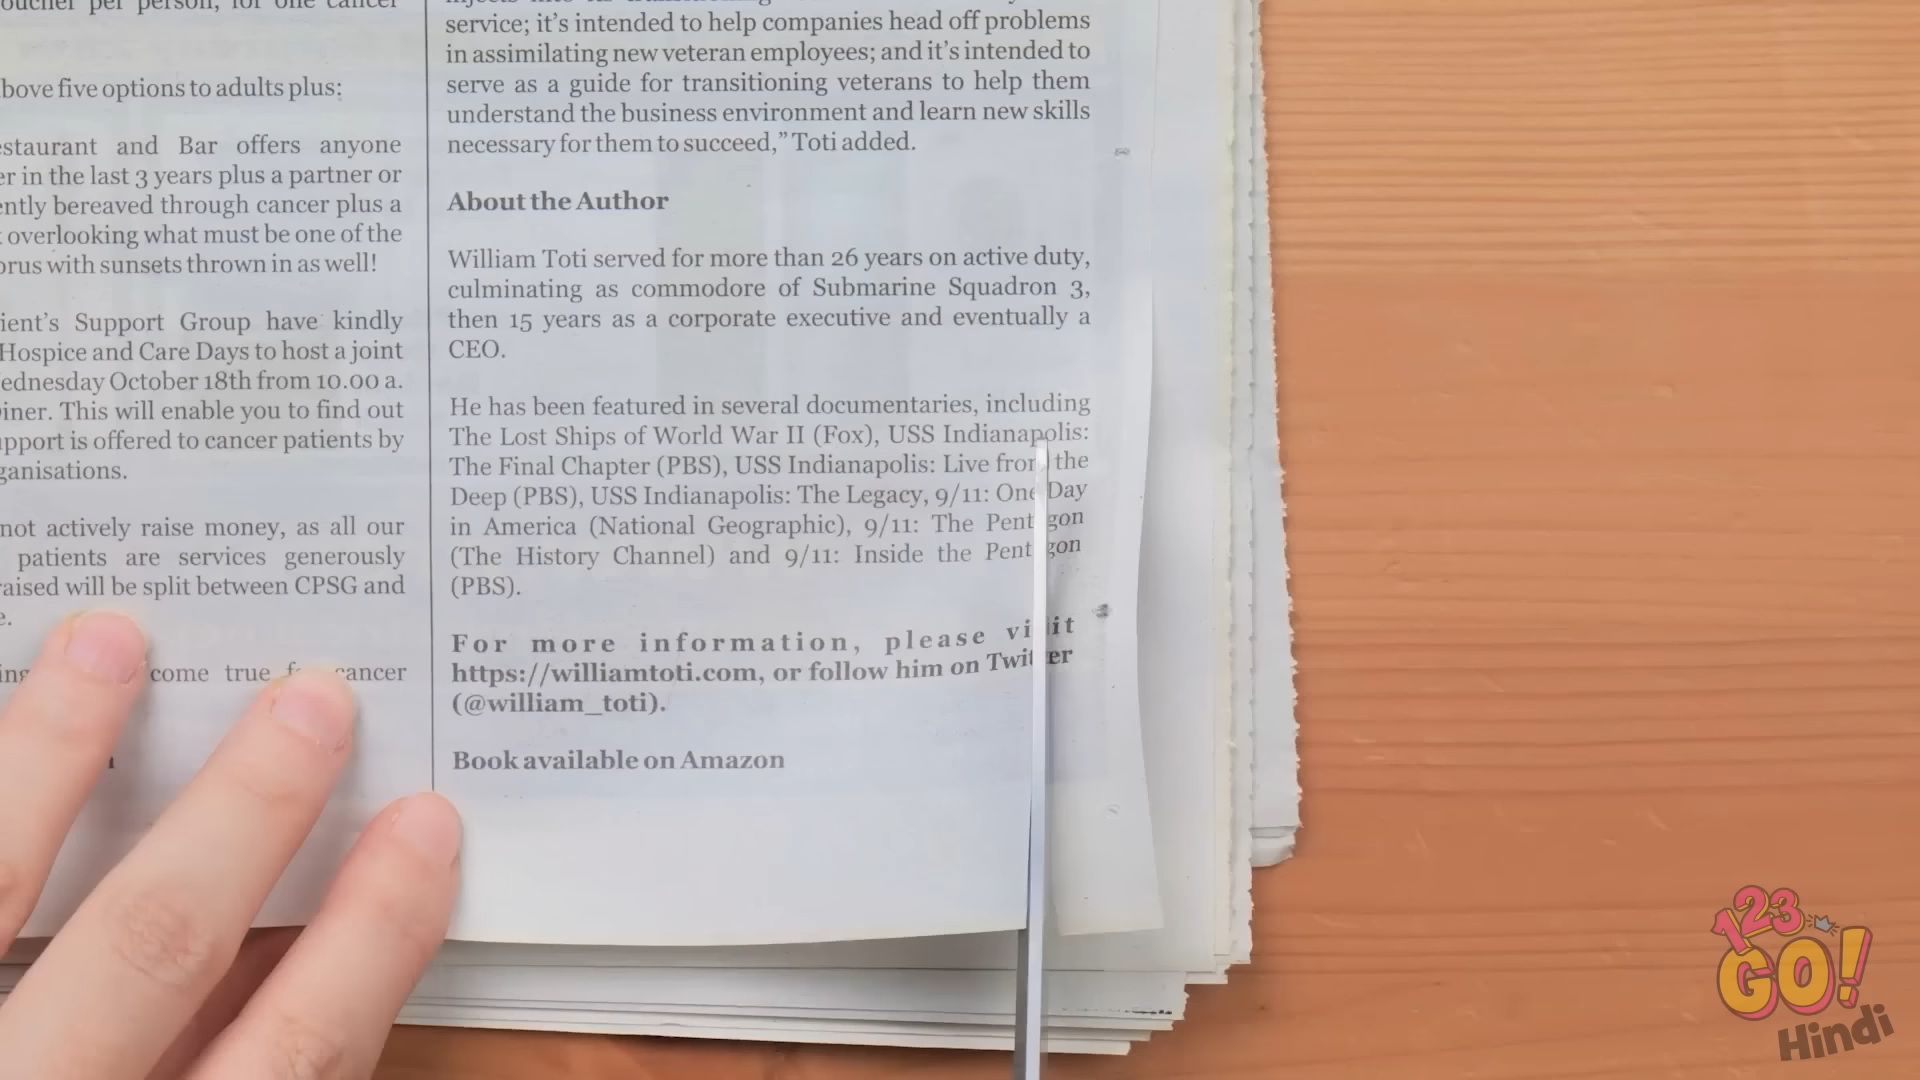 per person, for one cancer
bove five options to adults plus:
estaurant and Bar offers anyone
er in the last 3 years plus a partner or
ently bereaved through cancer plus a
overlooking what must be one of the
orus with sunsets thrown in as well!
ient's Support Group have kindly
Hospice and Care Days to host a joint
ednesday October 18th from 10.00 a.
iner. This will enable you to find out
pport is offered to cancer patients by
ganisations.
not actively raise money, as all our
patients are services generously
raised will be split between CPSG and
e.
come true cancer
service; it's intended to help companies head off problems
in assimilating new veteran employees; and it's intended to
serve as a guide for transitioning veterans to help them
understand the business environment and learn new skills
necessary for them to succeed," Toti added.
About the Author
William Toti served for more than 26 years on active duty,
culminating as commodore of Submarine Squadron 3,
then 15 years as a corporate executive and eventually a
CEO.
He has been featured in several documentaries, including
The Lost Ships of World War II (Fox), USS Indianapolis:
The Final Chapter (PBS), USS Indianapolis: Live from the
Deep (PBS), USS Indianapolis: The Legacy, 9/11: One Day
in America (National Geographic), 9/11: The Pentagon
(The History Channel) and 9/11: Inside the Pentagon
(PBS).
For more information, please visit
https://williamtoti.com, or follow him on Twitter
(@william_toti).
Book available on Amazon
123
GO!
Hindi